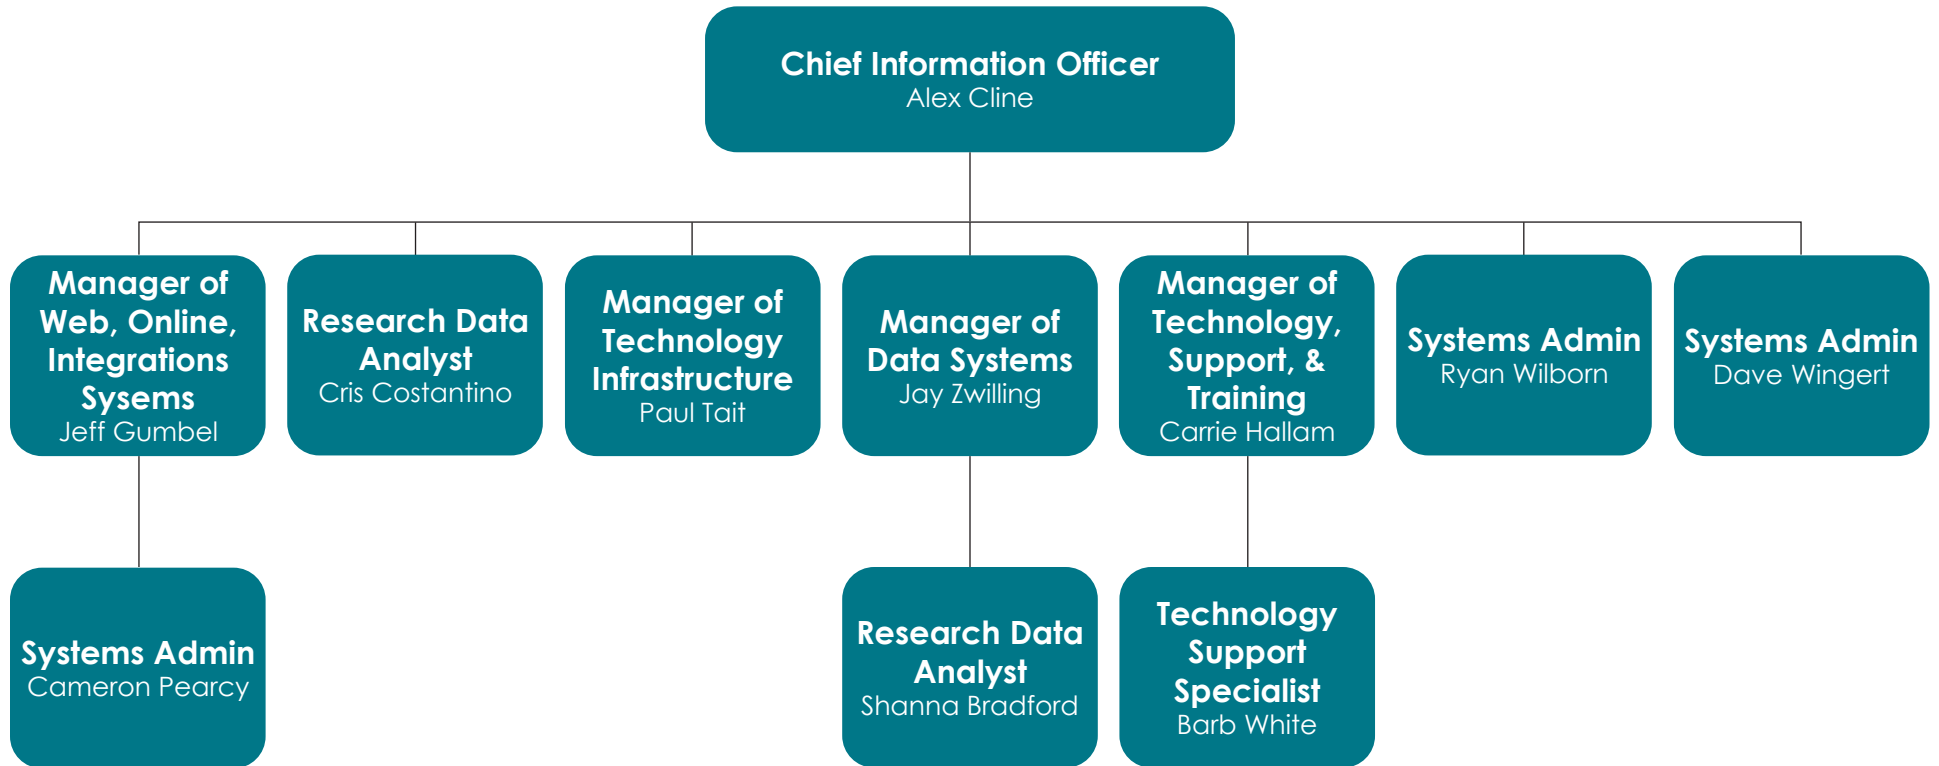 Chief Information Officer
Alex Cline
Manager of
Web, Online,
Integrations
Sysems
Jeff Gumbel
Research Data
Analyst
Cris Costantino
Manager of
Technology
Infrastructure
Paul Tait
Manager of
Data Systems
Jay Zwilling
Manager of
Technology,
Support, &
Training
Carrie Hallam
Systems Admin
Ryan Wilborn
Systems Admin
Dave Wingert
Systems Admin
Cameron Pearcy
Research Data
Analyst
Shanna Bradford
Technology
Support
Specialist
Barb White